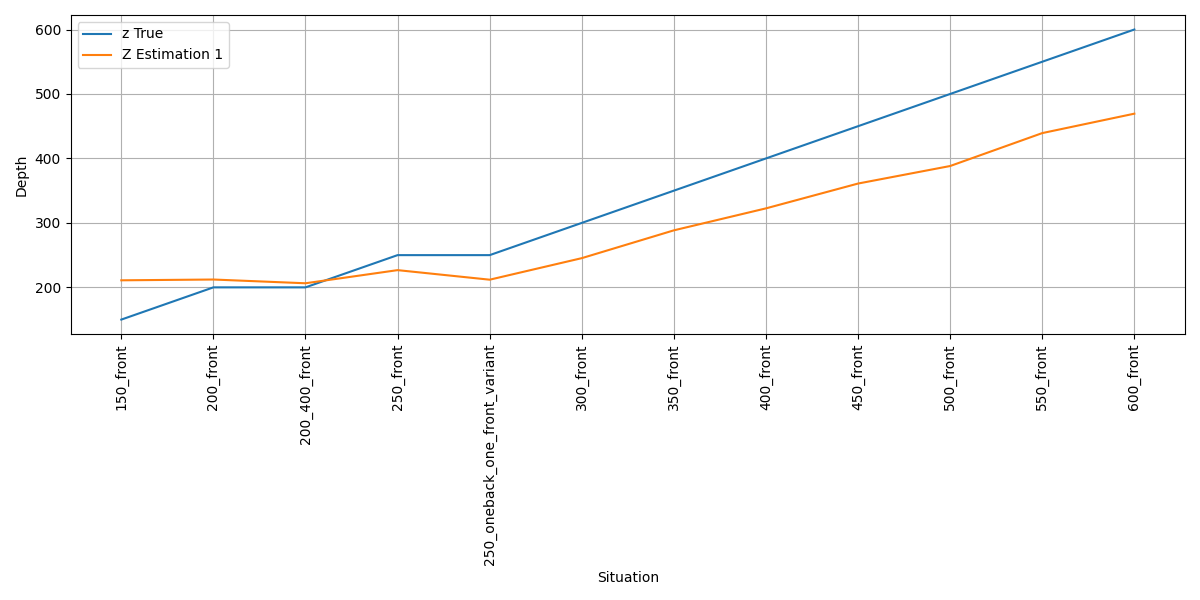 z True
Z Estimation 1
600
500
400
300
200
Depth
150_front
200_front
200_400_front
250_front
250_oneback_one_front_variant
300_front
350_front
400_front
450_front
500_front
550_front
600_front
Situation